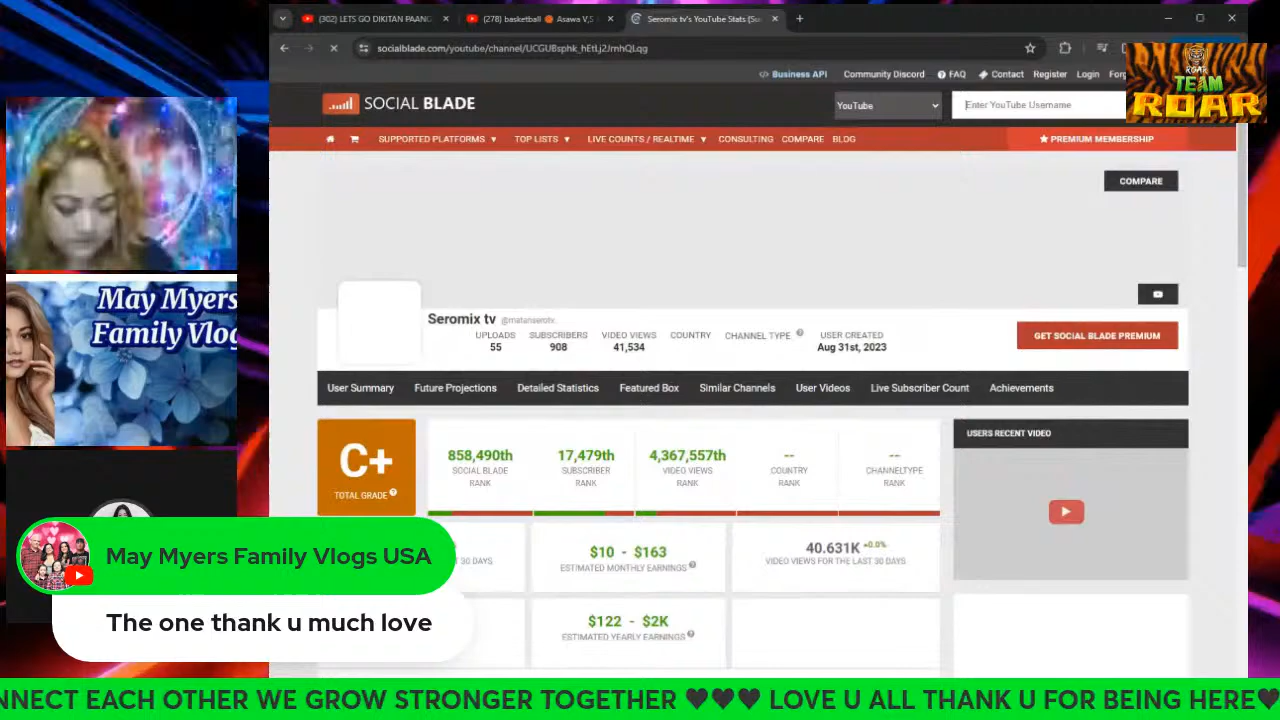 (302) LETS GO DIKITAN PAANG
(278) basketball 🏀 Asawa V,S
Seromix tv's YouTube Stats (Su
socialblade.com/youtube/channel/UCGUBsphk_hEtLj2JmhQLqg
</> Business API
Community Discord
FAQ
Contact
Register
Login
Forg
ROAR
TEAM
ROAR
SOCIAL BLADE
YouTube
Enter YouTube Username
SUPPORTED PLATFORMS ▼
TOP LISTS ▼
LIVE COUNTS / REALTIME ▼
CONSULTING
COMPARE
BLOG
★ PREMIUM MEMBERSHIP
COMPARE
May Myers
Family Vlog
Seromix tv @matanserotv.
UPLOADS
55
SUBSCRIBERS
908
VIDEO VIEWS
41,534
COUNTRY
CHANNEL TYPE
USER CREATED
Aug 31st, 2023
GET SOCIAL BLADE PREMIUM
User Summary
Future Projections
Detailed Statistics
Featured Box
Similar Channels
User Videos
Live Subscriber Count
Achievements
C+
TOTAL GRADE
858,490th
SOCIAL BLADE
RANK
17,479th
SUBSCRIBER
RANK
4,367,557th
VIDEO VIEWS
RANK
--
COUNTRY
RANK
--
CHANNELTYPE
RANK
USERS RECENT VIDEO
30 DAYS
$10 - $163
ESTIMATED MONTHLY EARNINGS
40.631K +0.0%
VIDEO VIEWS FOR THE LAST 30 DAYS
$122 - $2K
ESTIMATED YEARLY EARNINGS
May Myers Family Vlogs USA
The one thank u much love
NNECT EACH OTHER WE GROW STRONGER TOGETHER ♥♥♥ LOVE U ALL THANK U FOR BEING HERE♥